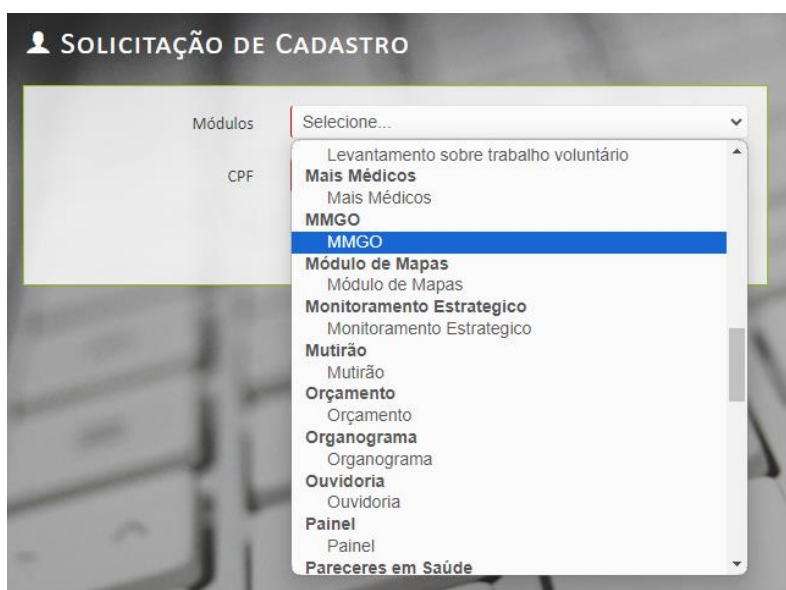 Solicitação de Cadastro
Módulos
Selecione...
CPF
Levantamento sobre trabalho voluntário
Mais Médicos
Mais Médicos
MMGO
MMGO
Módulo de Mapas
Módulo de Mapas
Monitoramento Estrategico
Monitoramento Estrategico
Mutirão
Mutirão
Orçamento
Orçamento
Organograma
Organograma
Ouvidoria
Ouvidoria
Painel
Painel
Pareceres em Saúde